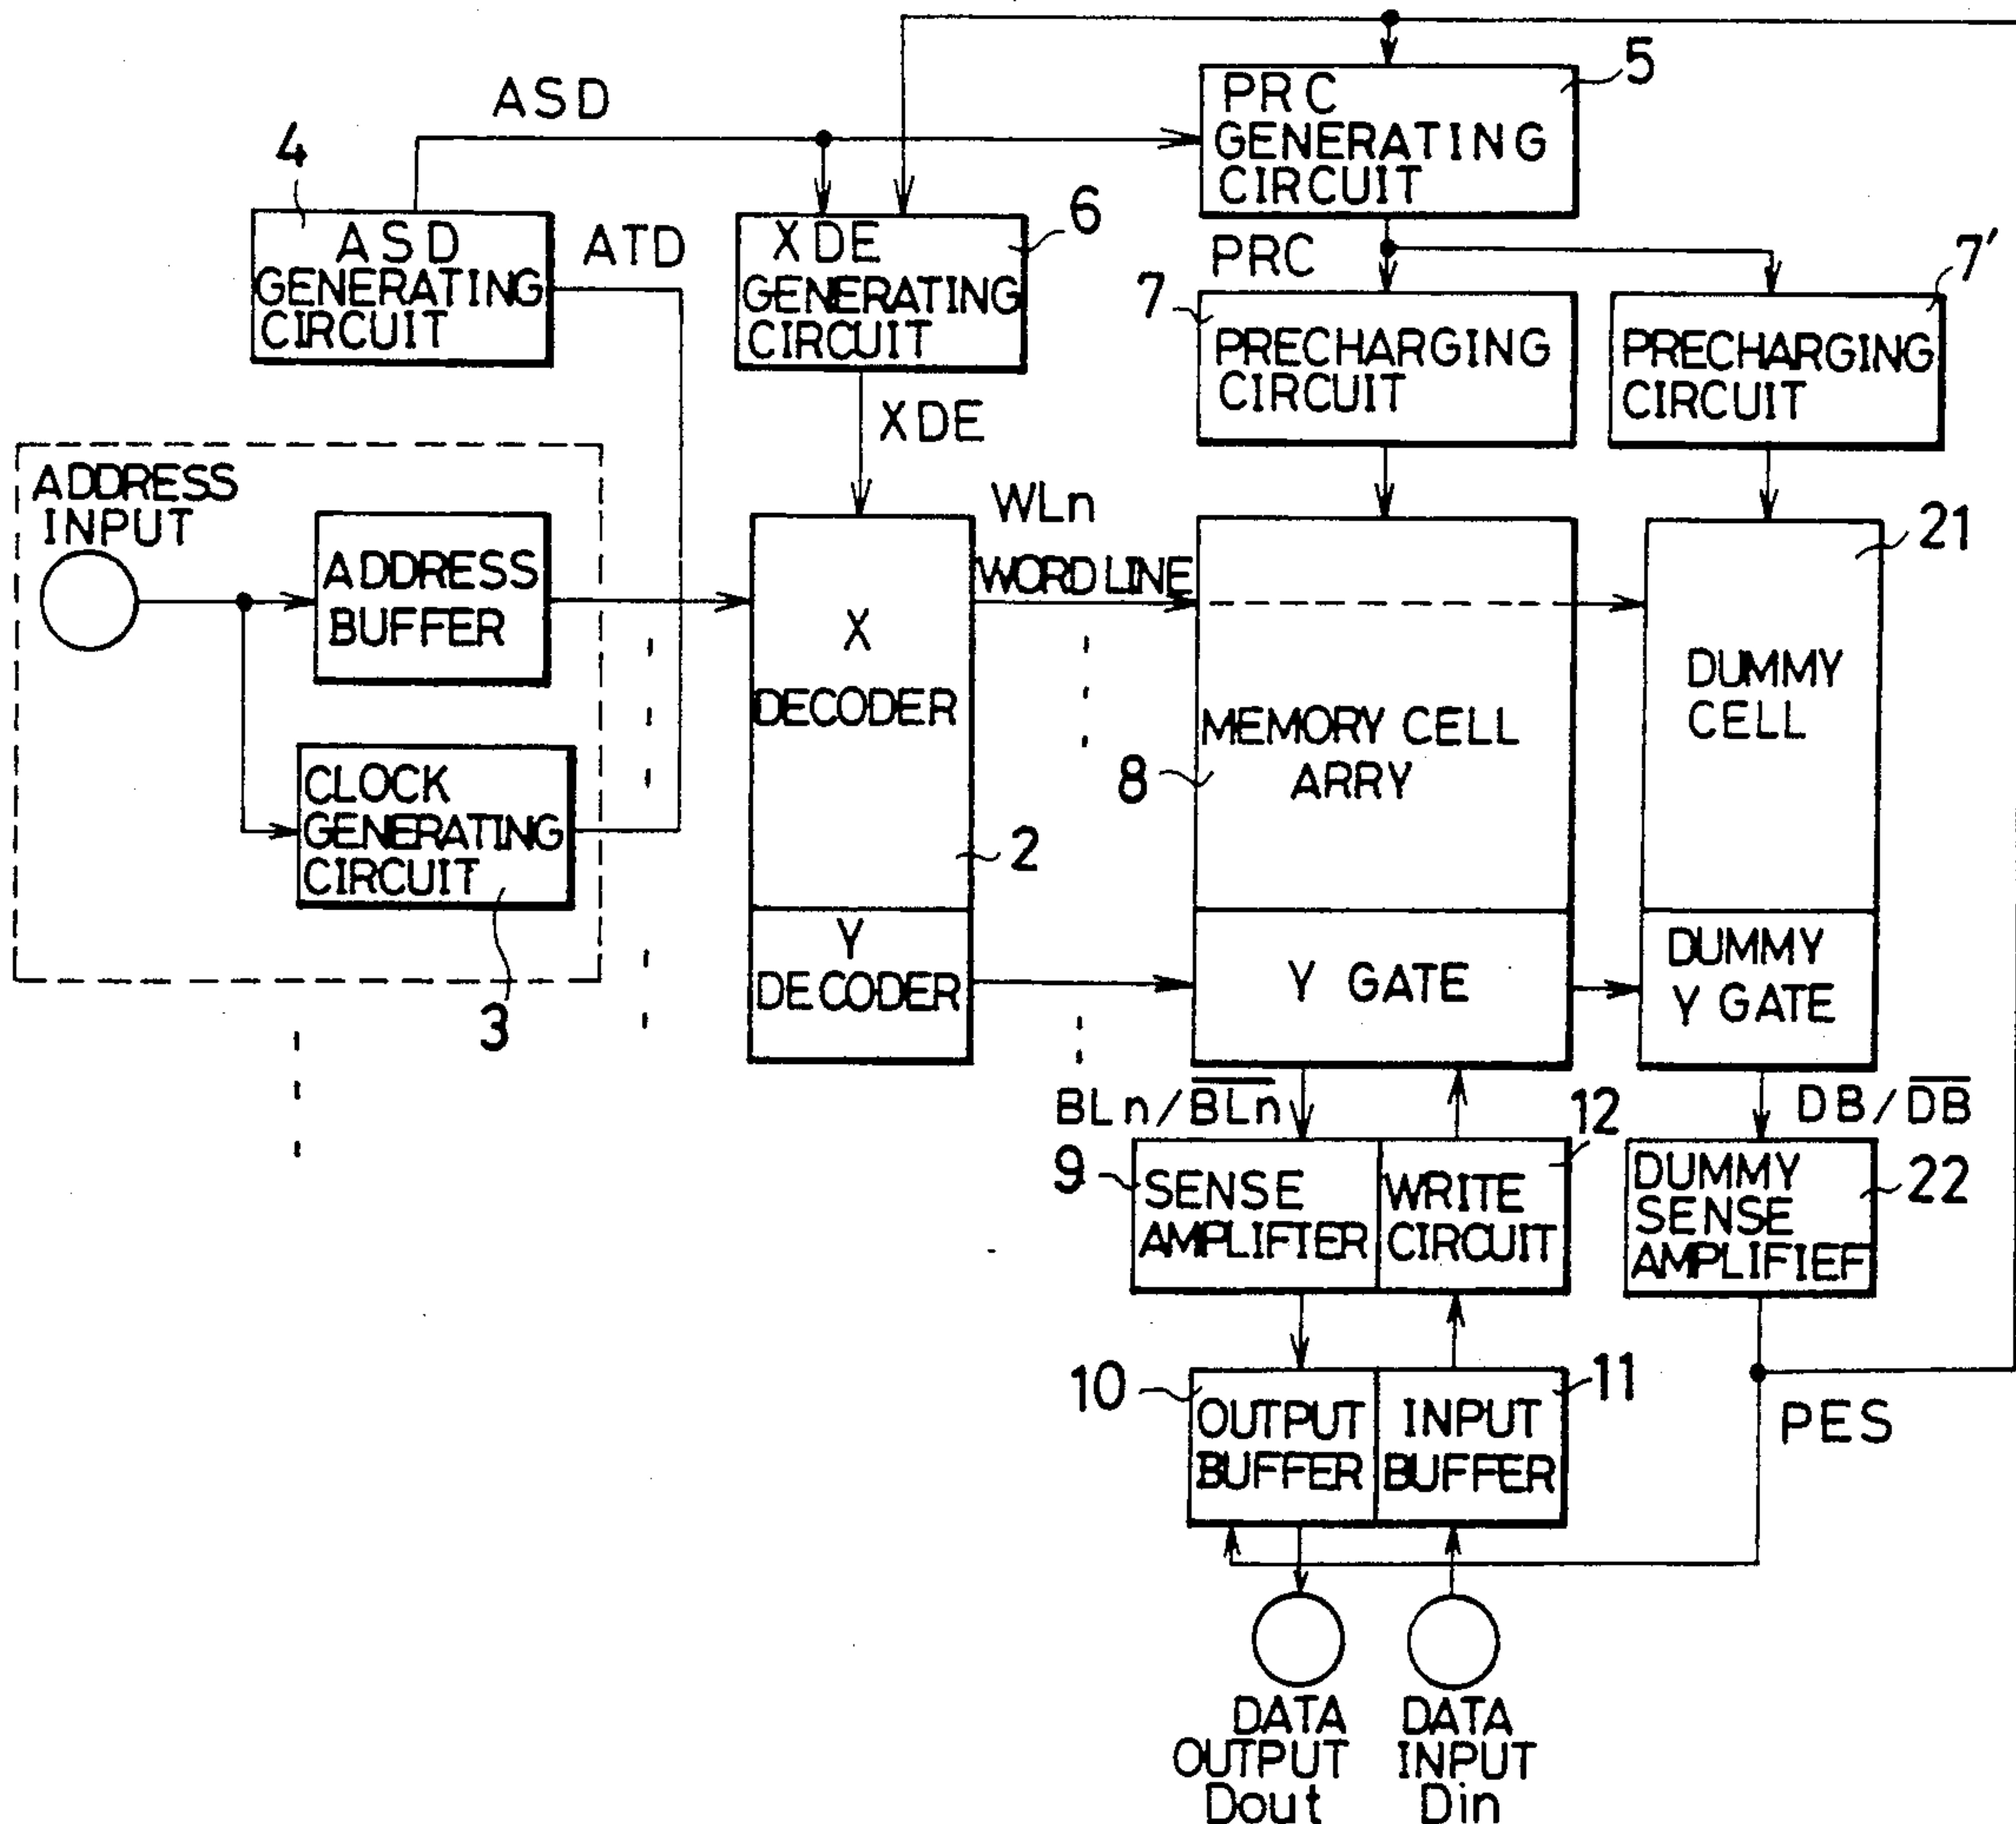 ASD
5
PRC
GENERATING
CIRCUIT
4
ASD
GENERATING
CIRCUIT
ATD
XDE
GENERATING
CIRCUIT
6
PRC
7
PRECHARGING
CIRCUIT
7'
PRECHARGING
CIRCUIT
XDE
ADDRESS
INPUT
ADDRESS
BUFFER
CLOCK
GENERATING
CIRCUIT
3
X
DECODER
2
Y
DECODER
WLn
WORD LINE
8
MEMORY CELL
ARRY
Y GATE
21
DUMMY
CELL
DUMMY
Y GATE
BLn/B̅L̅n̅
DB/D̅B̅
9
SENSE
AMPLIFIER
12
WRITE
CIRCUIT
22
DUMMY
SENSE
AMPLIFIEF
10
OUTPUT
BUFFER
11
INPUT
BUFFER
PES
DATA
OUTPUT
Dout
DATA
INPUT
Din